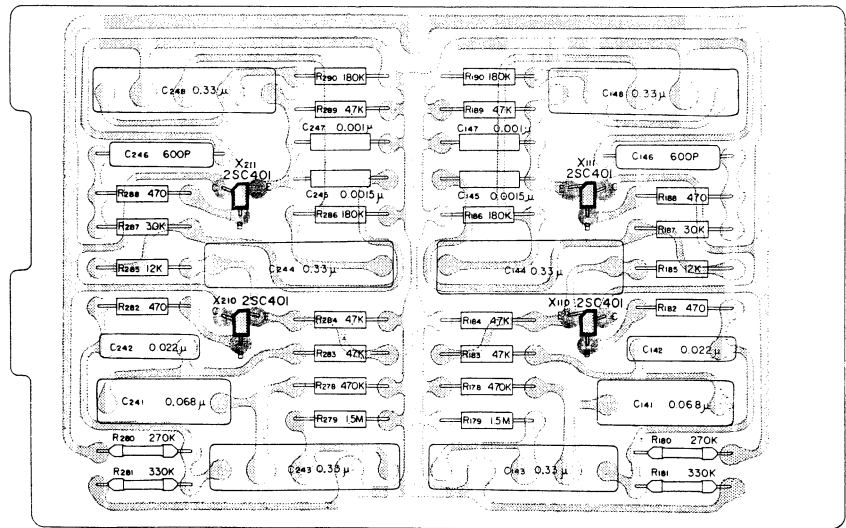 R290 180K
R190 180K
C248 0.33μ
C148 0.33μ
R289 47K
R189 47K
C247 0.001μ
C147 0.001μ
C246 600P
X211
2SC401
X111
2SC401
C146 600P
R288 470
C245 0.0015μ
C145 0.0015μ
R188 470
R286 180K
R186 180K
R287 30K
R187 30K
R285 12K
C244 0.33μ
C144 0.33μ
R185 12K
R282 470
X210 2SC401
X110 2SC401
R182 470
R284 47K
R184 47K
C242 0.022μ
R283 47K
R183 47K
C142 0.022μ
R278 470K
R178 470K
C241 0.068μ
C141 0.068μ
R279 1.5M
R179 1.5M
R280 270K
R180 270K
R281 330K
C243 0.33μ
C143 0.33μ
R181 330K